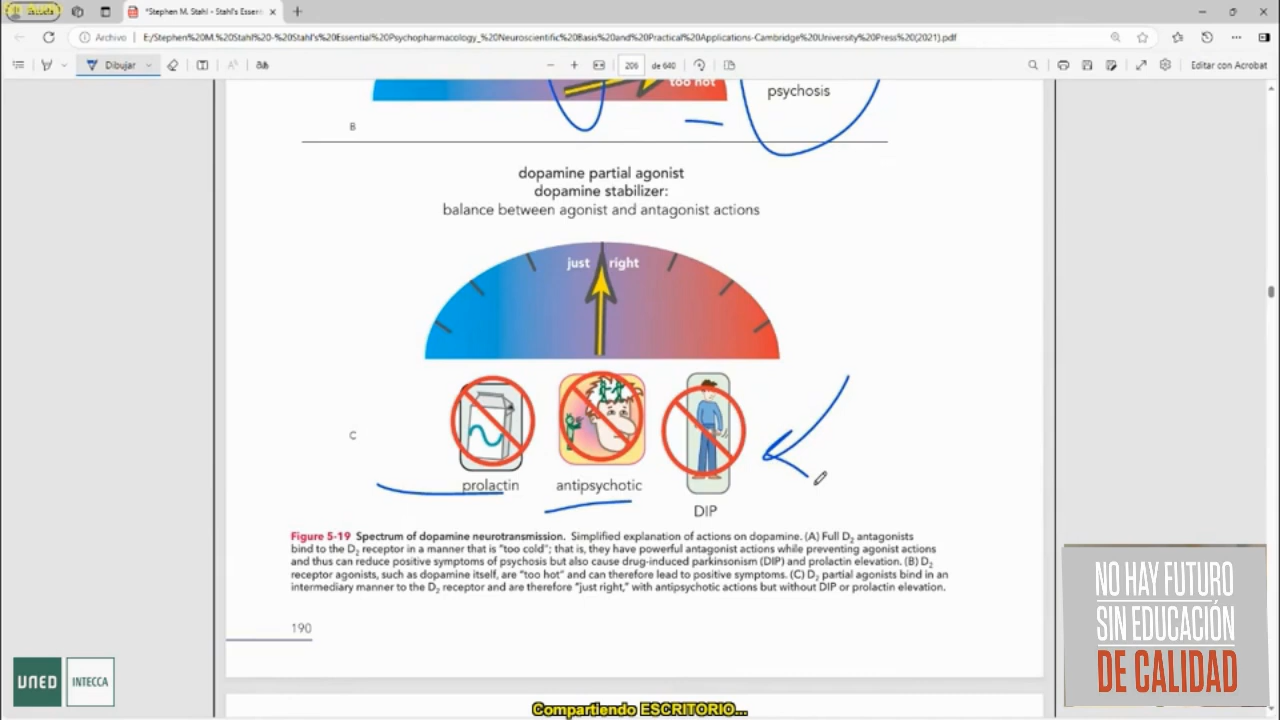 Escuela
*Stephen M. Stahl - Stahl's Essen
Archivo
E:/Stephen%20M.%20Stahl%20-%20Stahl's%20Essential%20Psychopharmacology_%20Neuroscientific%20Basis%20and%20Practical%20Applications-Cambridge%20University%20Press%20(2021).pdf
Dibujar
206 de 640
Editar con Acrobat
too hot
psychosis
B
dopamine partial agonist
dopamine stabilizer:
balance between agonist and antagonist actions
just right
C
prolactin
antipsychotic
DIP
Figure 5-19 Spectrum of dopamine neurotransmission. Simplified explanation of actions on dopamine. (A) Full D2 antagonists
bind to the D2 receptor in a manner that is "too cold"; that is, they have powerful antagonist actions while preventing agonist actions
and thus can reduce positive symptoms of psychosis but also cause drug-induced parkinsonism (DIP) and prolactin elevation. (B) D2
receptor agonists, such as dopamine itself, are "too hot" and can therefore lead to positive symptoms. (C) D2 partial agonists bind in an
intermediary manner to the D2 receptor and are therefore "just right," with antipsychotic actions but without DIP or prolactin elevation.
190
NO HAY FUTURO
SIN EDUCACIÓN
DE CALIDAD
UNED
INTECCA
Compartiendo ESCRITORIO...